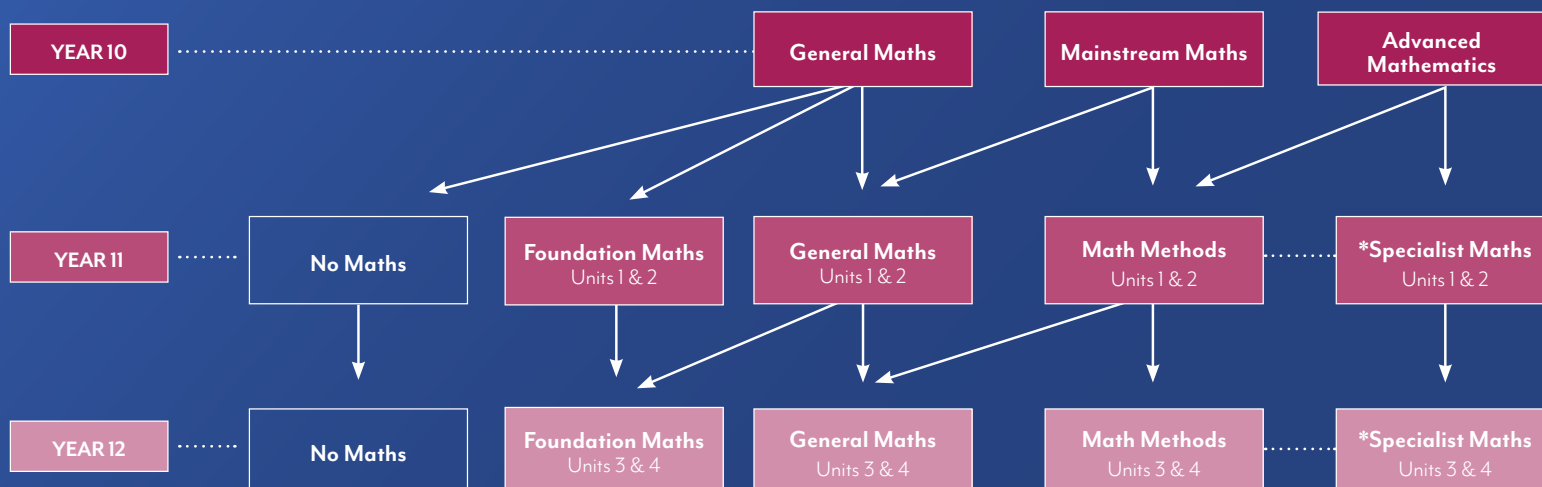 YEAR 10
General Maths
Mainstream Maths
Advanced
Mathematics
YEAR 11
No Maths
Foundation Maths
Units 1 & 2
General Maths
Units 1 & 2
Math Methods
Units 1 & 2
*Specialist Maths
Units 1 & 2
YEAR 12
No Maths
Foundation Maths
Units 3 & 4
General Maths
Units 3 & 4
Math Methods
Units 3 & 4
*Specialist Maths
Units 3 & 4